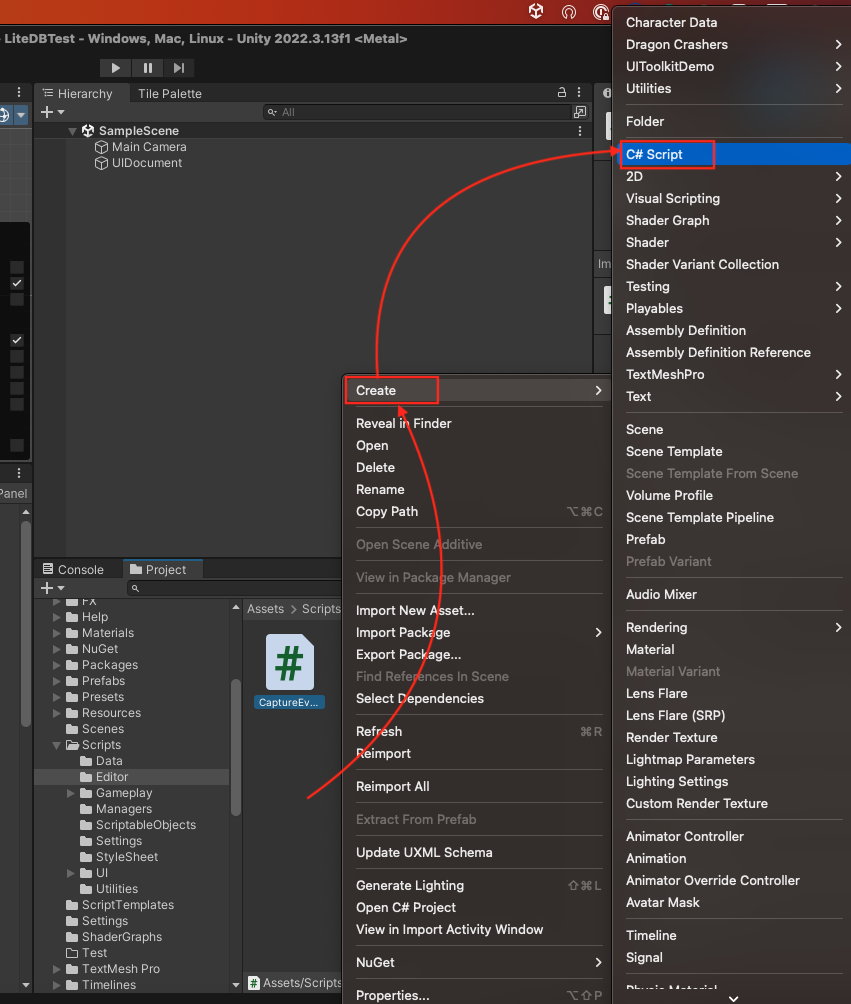 LiteDBTest - Windows, Mac, Linux - Unity 2022.3.13f1 <Metal>
Hierarchy
Tile Palette
All
SampleScene
Main Camera
UIDocument
Panel
Im
Console
Project
FX
Help
Materials
NuGet
Packages
Prefabs
Presets
Resources
Scenes
Scripts
Data
Editor
Gameplay
Managers
ScriptableObjects
Settings
StyleSheet
UI
Utilities
ScriptTemplates
Settings
ShaderGraphs
Test
TextMesh Pro
Timelines
Assets > Scripts
#
CaptureEv...
Assets/Scripts
Create
Reveal in Finder
Open
Delete
Rename
Copy Path ⌥⌘C
Open Scene Additive
View in Package Manager
Import New Asset...
Import Package
Export Package...
Find References In Scene
Select Dependencies
Refresh ⌘R
Reimport
Reimport All
Extract From Prefab
Update UXML Schema
Generate Lighting ⇧⌘L
Open C# Project
View in Import Activity Window
NuGet
Properties... ⌥⇧P
Character Data
Dragon Crashers
UIToolkitDemo
Utilities
Folder
C# Script
2D
Visual Scripting
Shader Graph
Shader
Shader Variant Collection
Testing
Playables
Assembly Definition
Assembly Definition Reference
TextMeshPro
Text
Scene
Scene Template
Scene Template From Scene
Volume Profile
Scene Template Pipeline
Prefab
Prefab Variant
Audio Mixer
Rendering
Material
Material Variant
Lens Flare
Lens Flare (SRP)
Render Texture
Lightmap Parameters
Lighting Settings
Custom Render Texture
Animator Controller
Animation
Animator Override Controller
Avatar Mask
Timeline
Signal
Physic Material